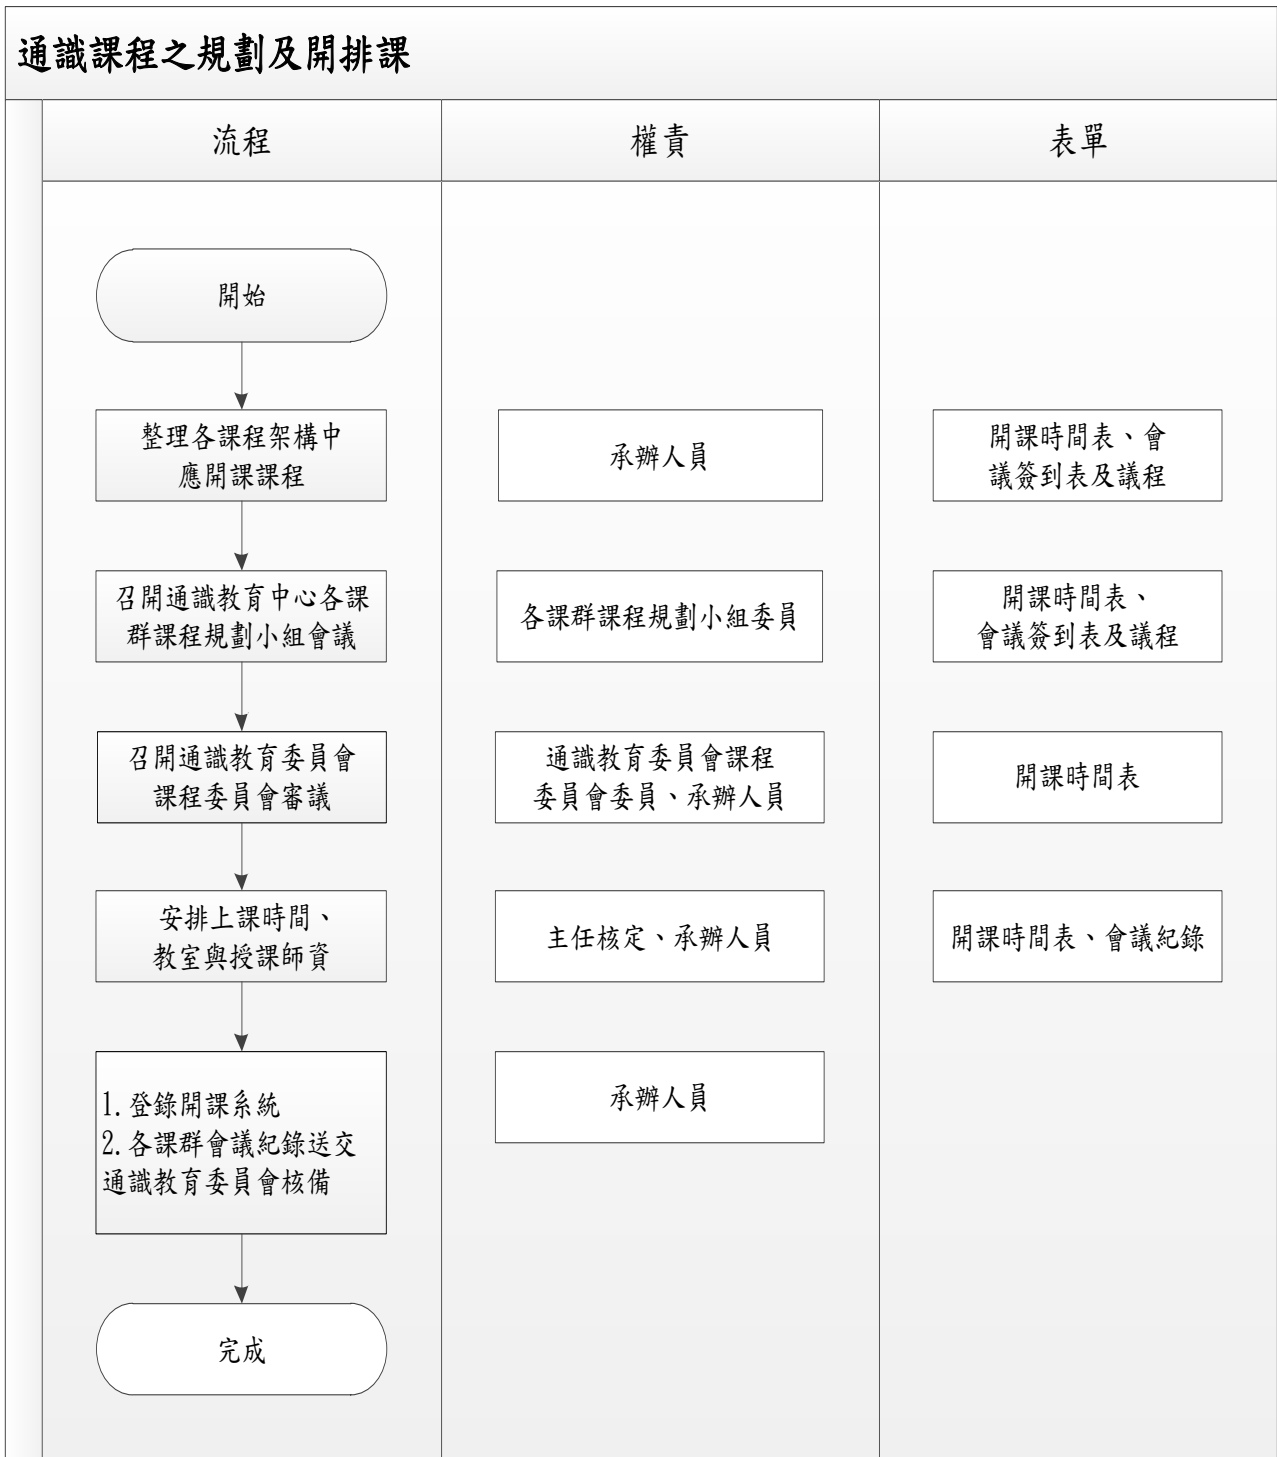 通識課程之規劃及開排課
流程
權責
表單
開始
整理各課程架構中
應開課課程
承辦人員
開課時間表、會
議簽到表及議程
召開通識教育中心各課
群課程規劃小組會議
各課群課程規劃小組委員
開課時間表、
會議簽到表及議程
召開通識教育委員會
課程委員會審議
通識教育委員會課程
委員會委員、承辦人員
開課時間表
安排上課時間、
教室與授課師資
主任核定、承辦人員
開課時間表、會議紀錄
1.登錄開課系統
2.各課群會議紀錄送交
通識教育委員會核備
承辦人員
完成